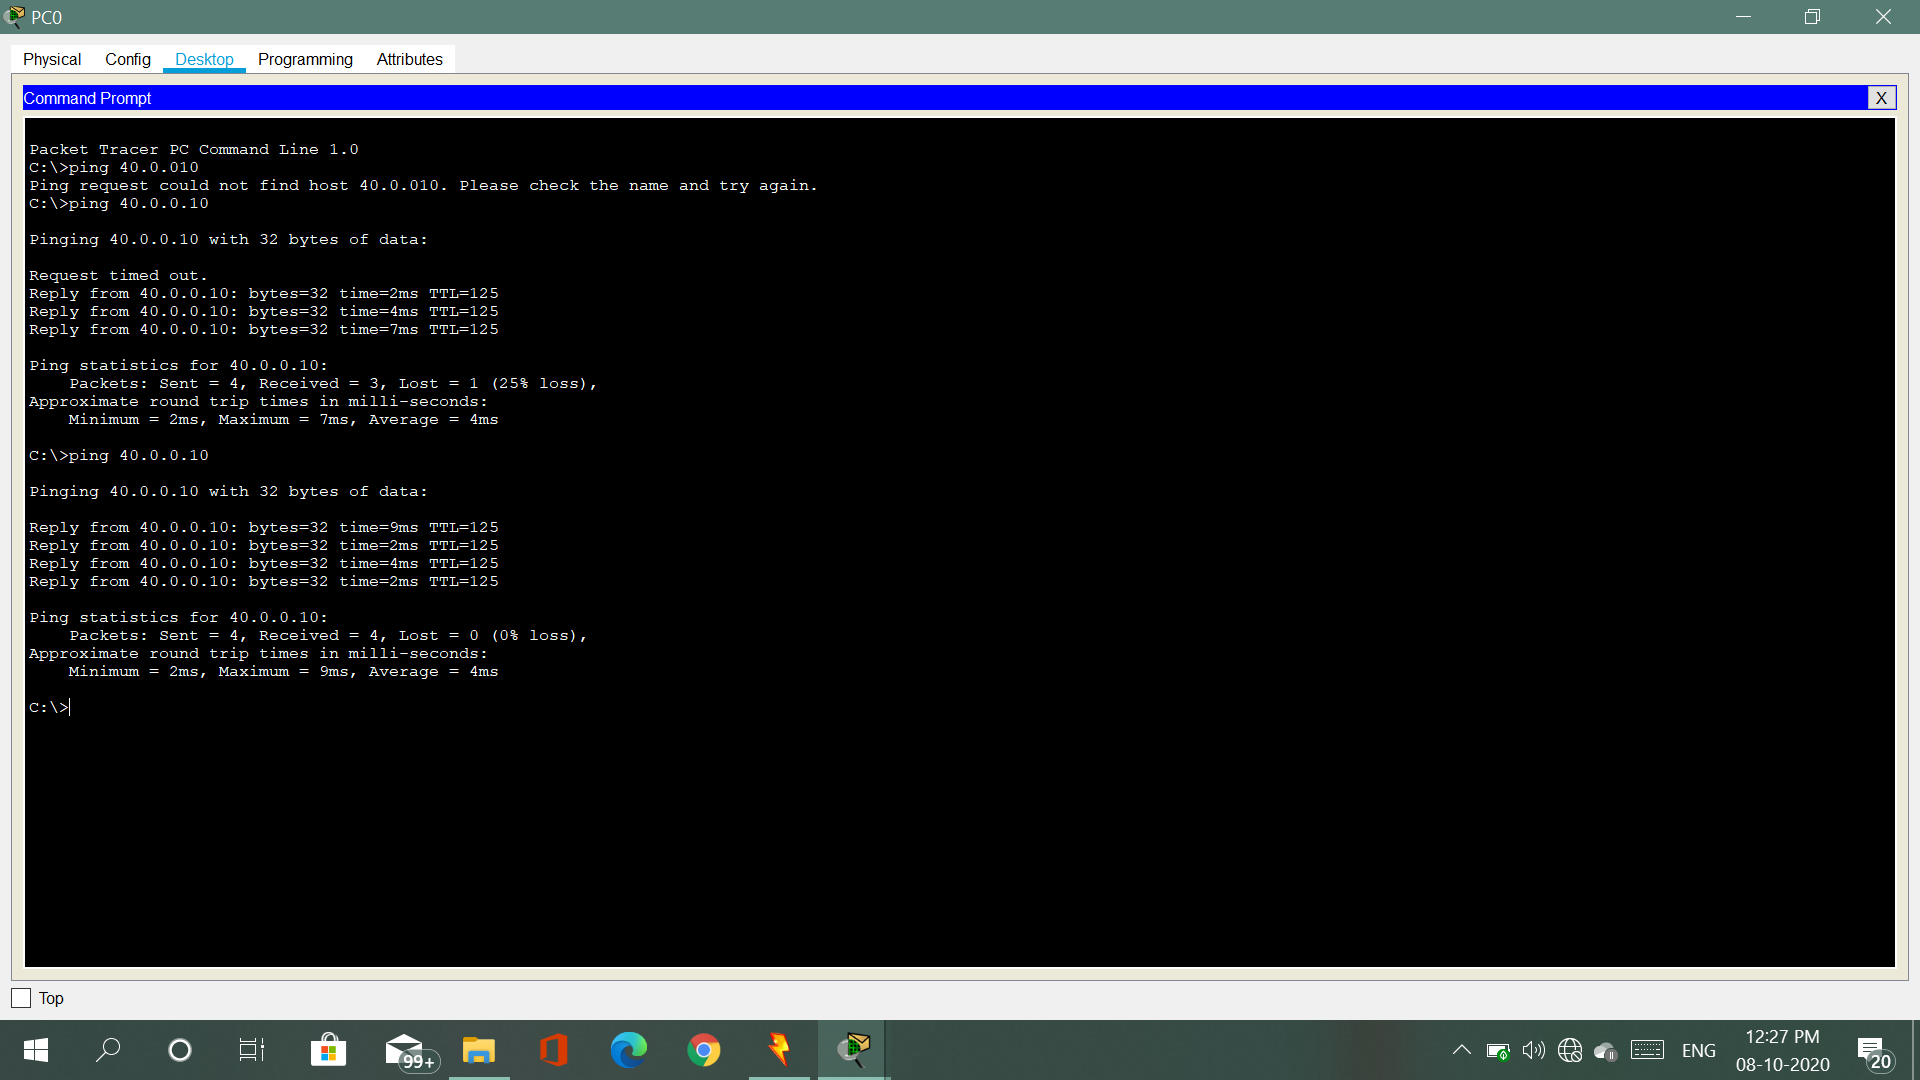 PC0
Physical Config Desktop Programming Attributes
Command Prompt
X
Packet Tracer PC Command Line 1.0
C:\>ping 40.0.010
Ping request could not find host 40.0.010. Please check the name and try again.
C:\>ping 40.0.0.10
Pinging 40.0.0.10 with 32 bytes of data:
Request timed out.
Reply from 40.0.0.10: bytes=32 time=2ms TTL=125
Reply from 40.0.0.10: bytes=32 time=4ms TTL=125
Reply from 40.0.0.10: bytes=32 time=7ms TTL=125
Ping statistics for 40.0.0.10:
Packets: Sent = 4, Received = 3, Lost = 1 (25% loss),
Approximate round trip times in milli-seconds:
Minimum = 2ms, Maximum = 7ms, Average = 4ms
C:\>ping 40.0.0.10
Pinging 40.0.0.10 with 32 bytes of data:
Reply from 40.0.0.10: bytes=32 time=9ms TTL=125
Reply from 40.0.0.10: bytes=32 time=2ms TTL=125
Reply from 40.0.0.10: bytes=32 time=4ms TTL=125
Reply from 40.0.0.10: bytes=32 time=2ms TTL=125
Ping statistics for 40.0.0.10:
Packets: Sent = 4, Received = 4, Lost = 0 (0% loss),
Approximate round trip times in milli-seconds:
Minimum = 2ms, Maximum = 9ms, Average = 4ms
C:\>
Top
99+
ENG
12:27 PM
08-10-2020
20